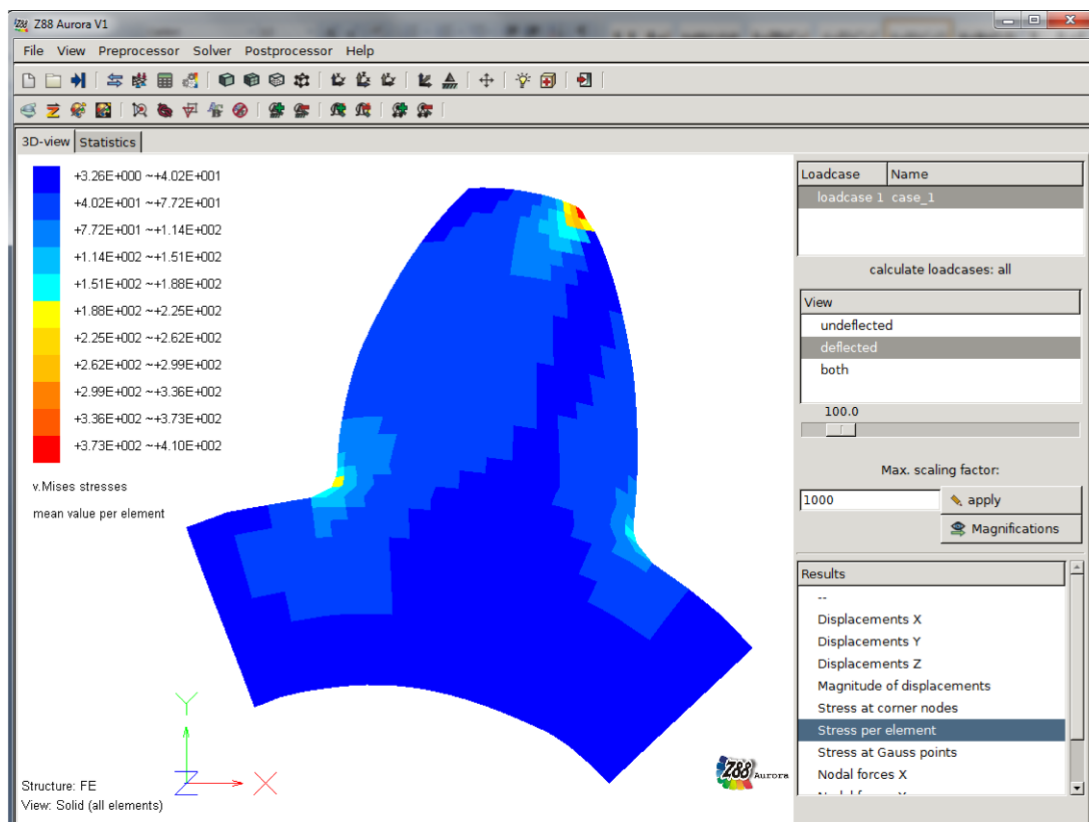 Z88 Aurora V1
File View Preprocessor Solver Postprocessor Help
3D-view Statistics
+3.26E+000 ~+4.02E+001
+4.02E+001 ~+7.72E+001
+7.72E+001 ~+1.14E+002
+1.14E+002 ~+1.51E+002
+1.51E+002 ~+1.88E+002
+1.88E+002 ~+2.25E+002
+2.25E+002 ~+2.62E+002
+2.62E+002 ~+2.99E+002
+2.99E+002 ~+3.36E+002
+3.36E+002 ~+3.73E+002
+3.73E+002 ~+4.10E+002
v.Mises stresses
mean value per element
Y
Z
X
Structure: FE
View: Solid (all elements)
Z88 Aurora
Loadcase Name
loadcase 1 case_1
calculate loadcases: all
View
undeflected
deflected
both
100.0
Max. scaling factor:
1000 apply
Magnifications
Results
--
Displacements X
Displacements Y
Displacements Z
Magnitude of displacements
Stress at corner nodes
Stress per element
Stress at Gauss points
Nodal forces X